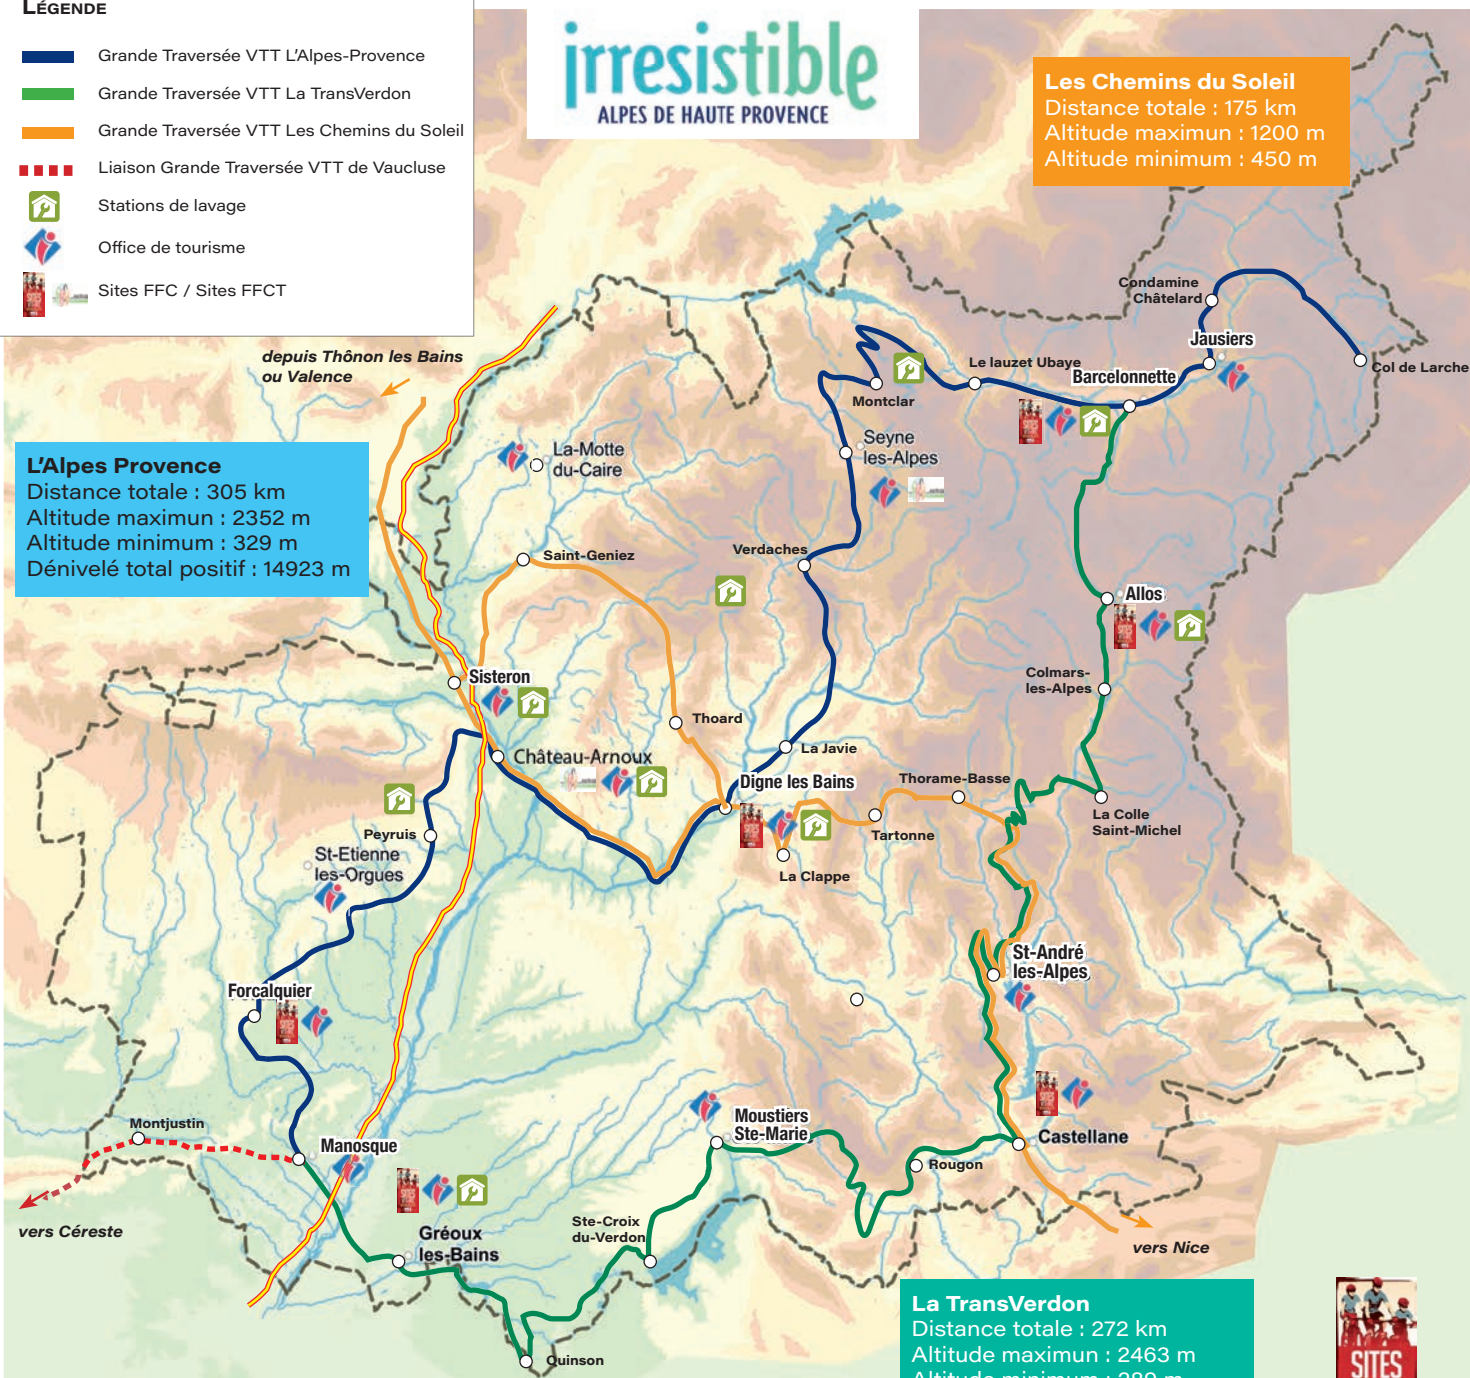 LÉGENDE
Grande Traversée VTT L'Alpes-Provence
Grande Traversée VTT La TransVerdon
Grande Traversée VTT Les Chemins du Soleil
Liaison Grande Traversée VTT de Vaucluse
Stations de lavage
Office de tourisme
Sites FFC / Sites FFCT
irresistible
ALPES DE HAUTE PROVENCE
Les Chemins du Soleil
Distance totale : 175 km
Altitude maximun : 1200 m
Altitude minimum : 450 m
depuis Thônon les Bains
ou Valence
L'Alpes Provence
Distance totale : 305 km
Altitude maximun : 2352 m
Altitude minimum : 329 m
Dénivelé total positif : 14923 m
Condamine
Châtelard
Jausiers
Col de Larche
Le lauzet Ubaye
Barcelonnette
Montclar
Seyne
les-Alpes
La-Motte
du-Caire
Saint-Geniez
Verdaches
Allos
Colmars-
les-Alpes
Sisteron
Thoard
La Javie
Château-Arnoux
Digne les Bains
Thorame-Basse
La Colle
Saint-Michel
Tartonne
La Clappe
Peyruis
St-Etienne
les-Orgues
St-André
les-Alpes
Forcalquier
Montjustin
Manosque
Moustiers
Ste-Marie
Castellane
Rougon
vers Céreste
Gréoux
les-Bains
Ste-Croix
du-Verdon
vers Nice
Quinson
La TransVerdon
Distance totale : 272 km
Altitude maximun : 2463 m
Altitude minimum : 289 m
SITES